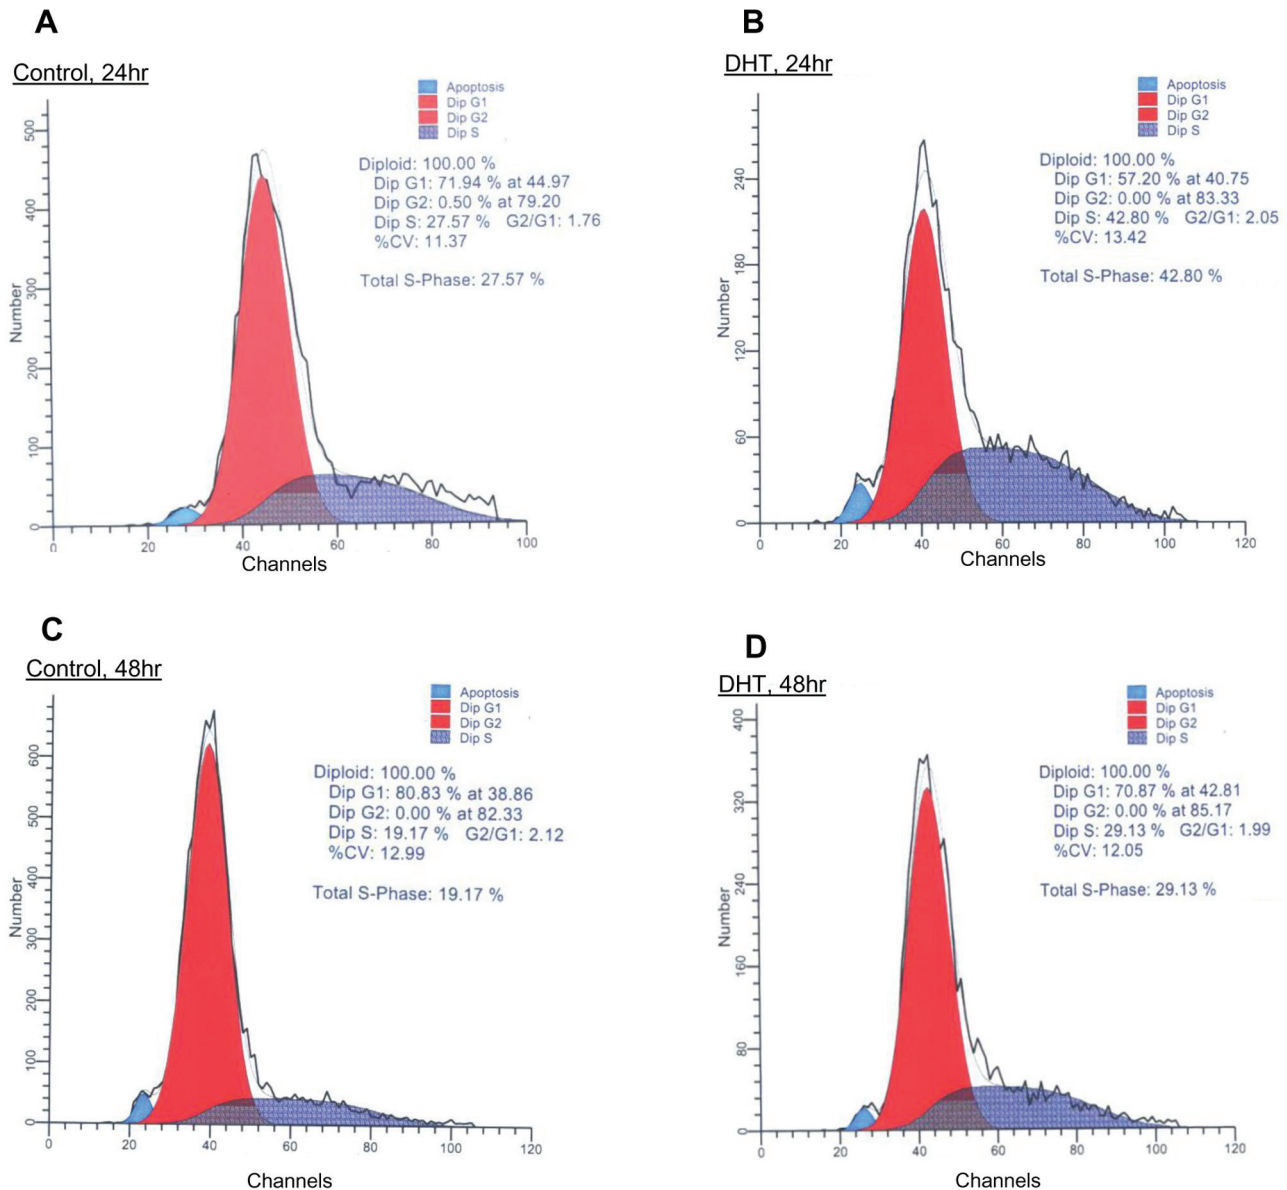 A
Control, 24hr
Apoptosis
Dip G1
Dip G2
Dip S
Diploid: 100.00 %
Dip G1: 71.94 % at 44.97
Dip G2: 0.50 % at 79.20
Dip S: 27.57 % G2/G1: 1.76
%CV: 11.37
Total S-Phase: 27.57 %
Number
500
400
300
200
100
0
0 20 40 60 80 100
Channels
B
DHT, 24hr
Apoptosis
Dip G1
Dip G2
Dip S
Diploid: 100.00 %
Dip G1: 57.20 % at 40.75
Dip G2: 0.00 % at 83.33
Dip S: 42.80 % G2/G1: 2.05
%CV: 13.42
Total S-Phase: 42.80 %
Number
240
180
120
60
0
0 20 40 60 80 100 120
Channels
C
Control, 48hr
Apoptosis
Dip G1
Dip G2
Dip S
Diploid: 100.00 %
Dip G1: 80.83 % at 38.86
Dip G2: 0.00 % at 82.33
Dip S: 19.17 % G2/G1: 2.12
%CV: 12.99
Total S-Phase: 19.17 %
Number
600
500
400
300
200
100
0
0 20 40 60 80 100 120
Channels
D
DHT, 48hr
Apoptosis
Dip G1
Dip G2
Dip S
Diploid: 100.00 %
Dip G1: 70.87 % at 42.81
Dip G2: 0.00 % at 85.17
Dip S: 29.13 % G2/G1: 1.99
%CV: 12.05
Total S-Phase: 29.13 %
Number
400
320
240
160
80
0
0 20 40 60 80 100 120
Channels